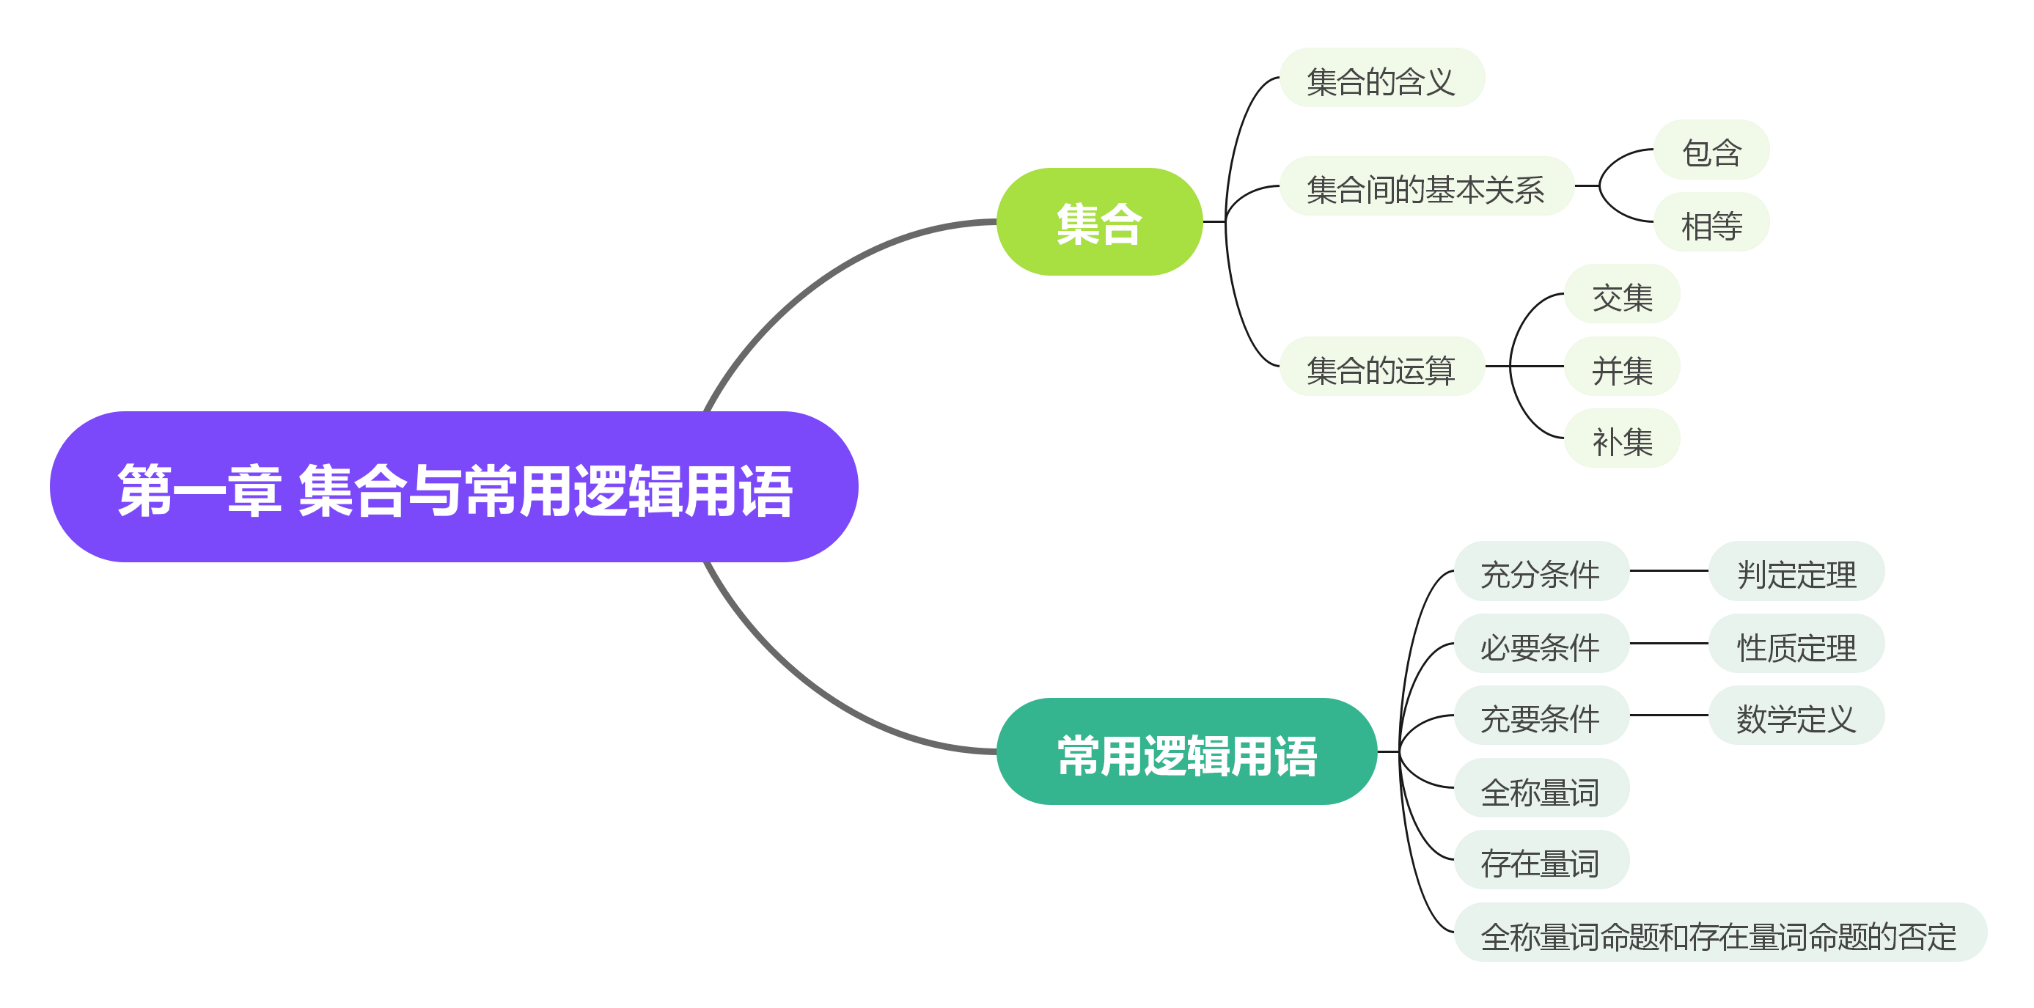 第一章 集合与常用逻辑用语
集合
集合的含义
集合间的基本关系
包含
相等
集合的运算
交集
并集
补集
常用逻辑用语
充分条件
判定定理
必要条件
性质定理
充要条件
数学定义
全称量词
存在量词
全称量词命题和存在量词命题的否定